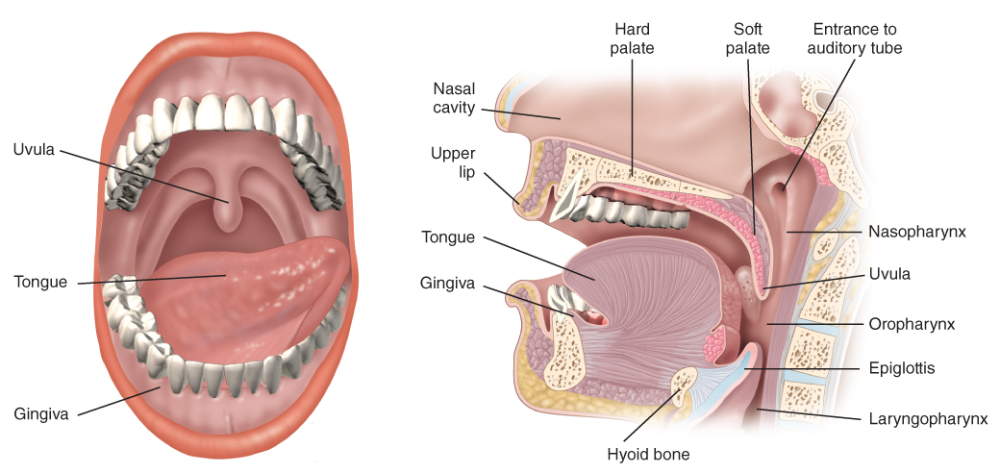 Uvula
Tongue
Gingiva
Hard
palate
Soft
palate
Entrance to
auditory tube
Nasal
cavity
Upper
lip
Tongue
Gingiva
Nasopharynx
Uvula
Oropharynx
Epiglottis
Laryngopharynx
Hyoid bone